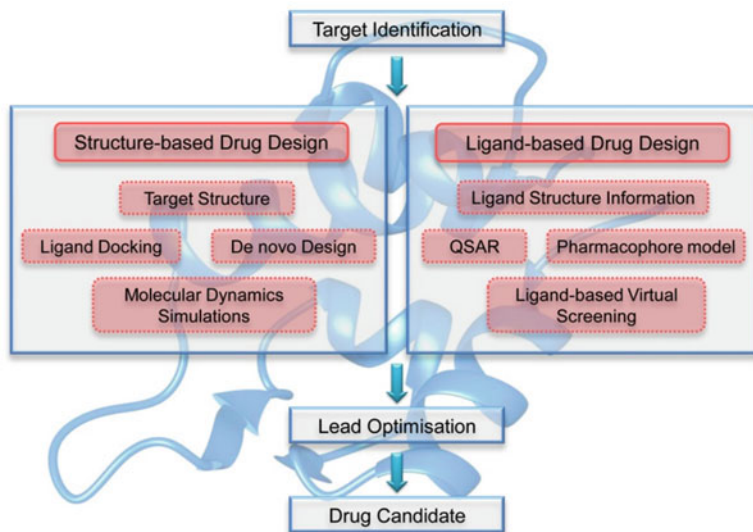 Target Identification
Structure-based Drug Design
Target Structure
Ligand Docking
De novo Design
Molecular Dynamics
Simulations
Ligand-based Drug Design
Ligand Structure Information
QSAR
Pharmacophore model
Ligand-based Virtual
Screening
Lead Optimisation
Drug Candidate